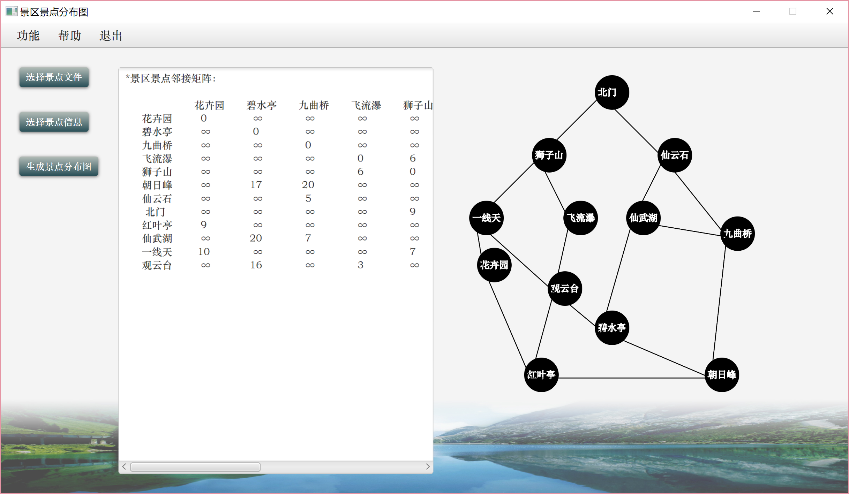 景区景点分布图
功能 帮助 退出
选择景点文件
选择景点信息
生成景点分布图
*景区景点邻接矩阵:
花卉园 碧水亭 九曲桥 飞流瀑 狮子山
花卉园 0 ∞ ∞ ∞ ∞
碧水亭 ∞ 0 ∞ ∞ ∞
九曲桥 ∞ ∞ 0 ∞ ∞
飞流瀑 ∞ ∞ ∞ 0 6
狮子山 ∞ ∞ ∞ 6 0
朝日峰 ∞ 17 20 ∞ ∞
仙云石 ∞ ∞ 5 ∞ ∞
北门 ∞ ∞ ∞ ∞ 9
红叶亭 9 ∞ ∞ ∞ ∞
仙武湖 ∞ 20 7 ∞ ∞
一线天 10 ∞ ∞ ∞ 7
观云台 ∞ 16 ∞ 3 ∞
北门
狮子山
仙云石
一线天
飞流瀑
仙武湖
九曲桥
花卉园
观云台
碧水亭
红叶亭
朝日峰